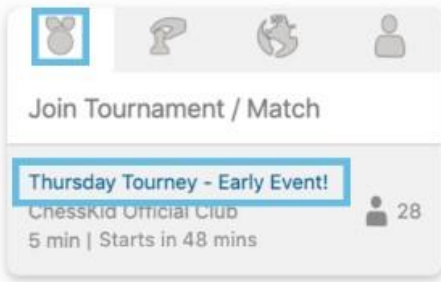 Join Tournament / Match
Thursday Tourney - Early Event!
ChessKid Official Club
28
5 min | Starts in 48 mins